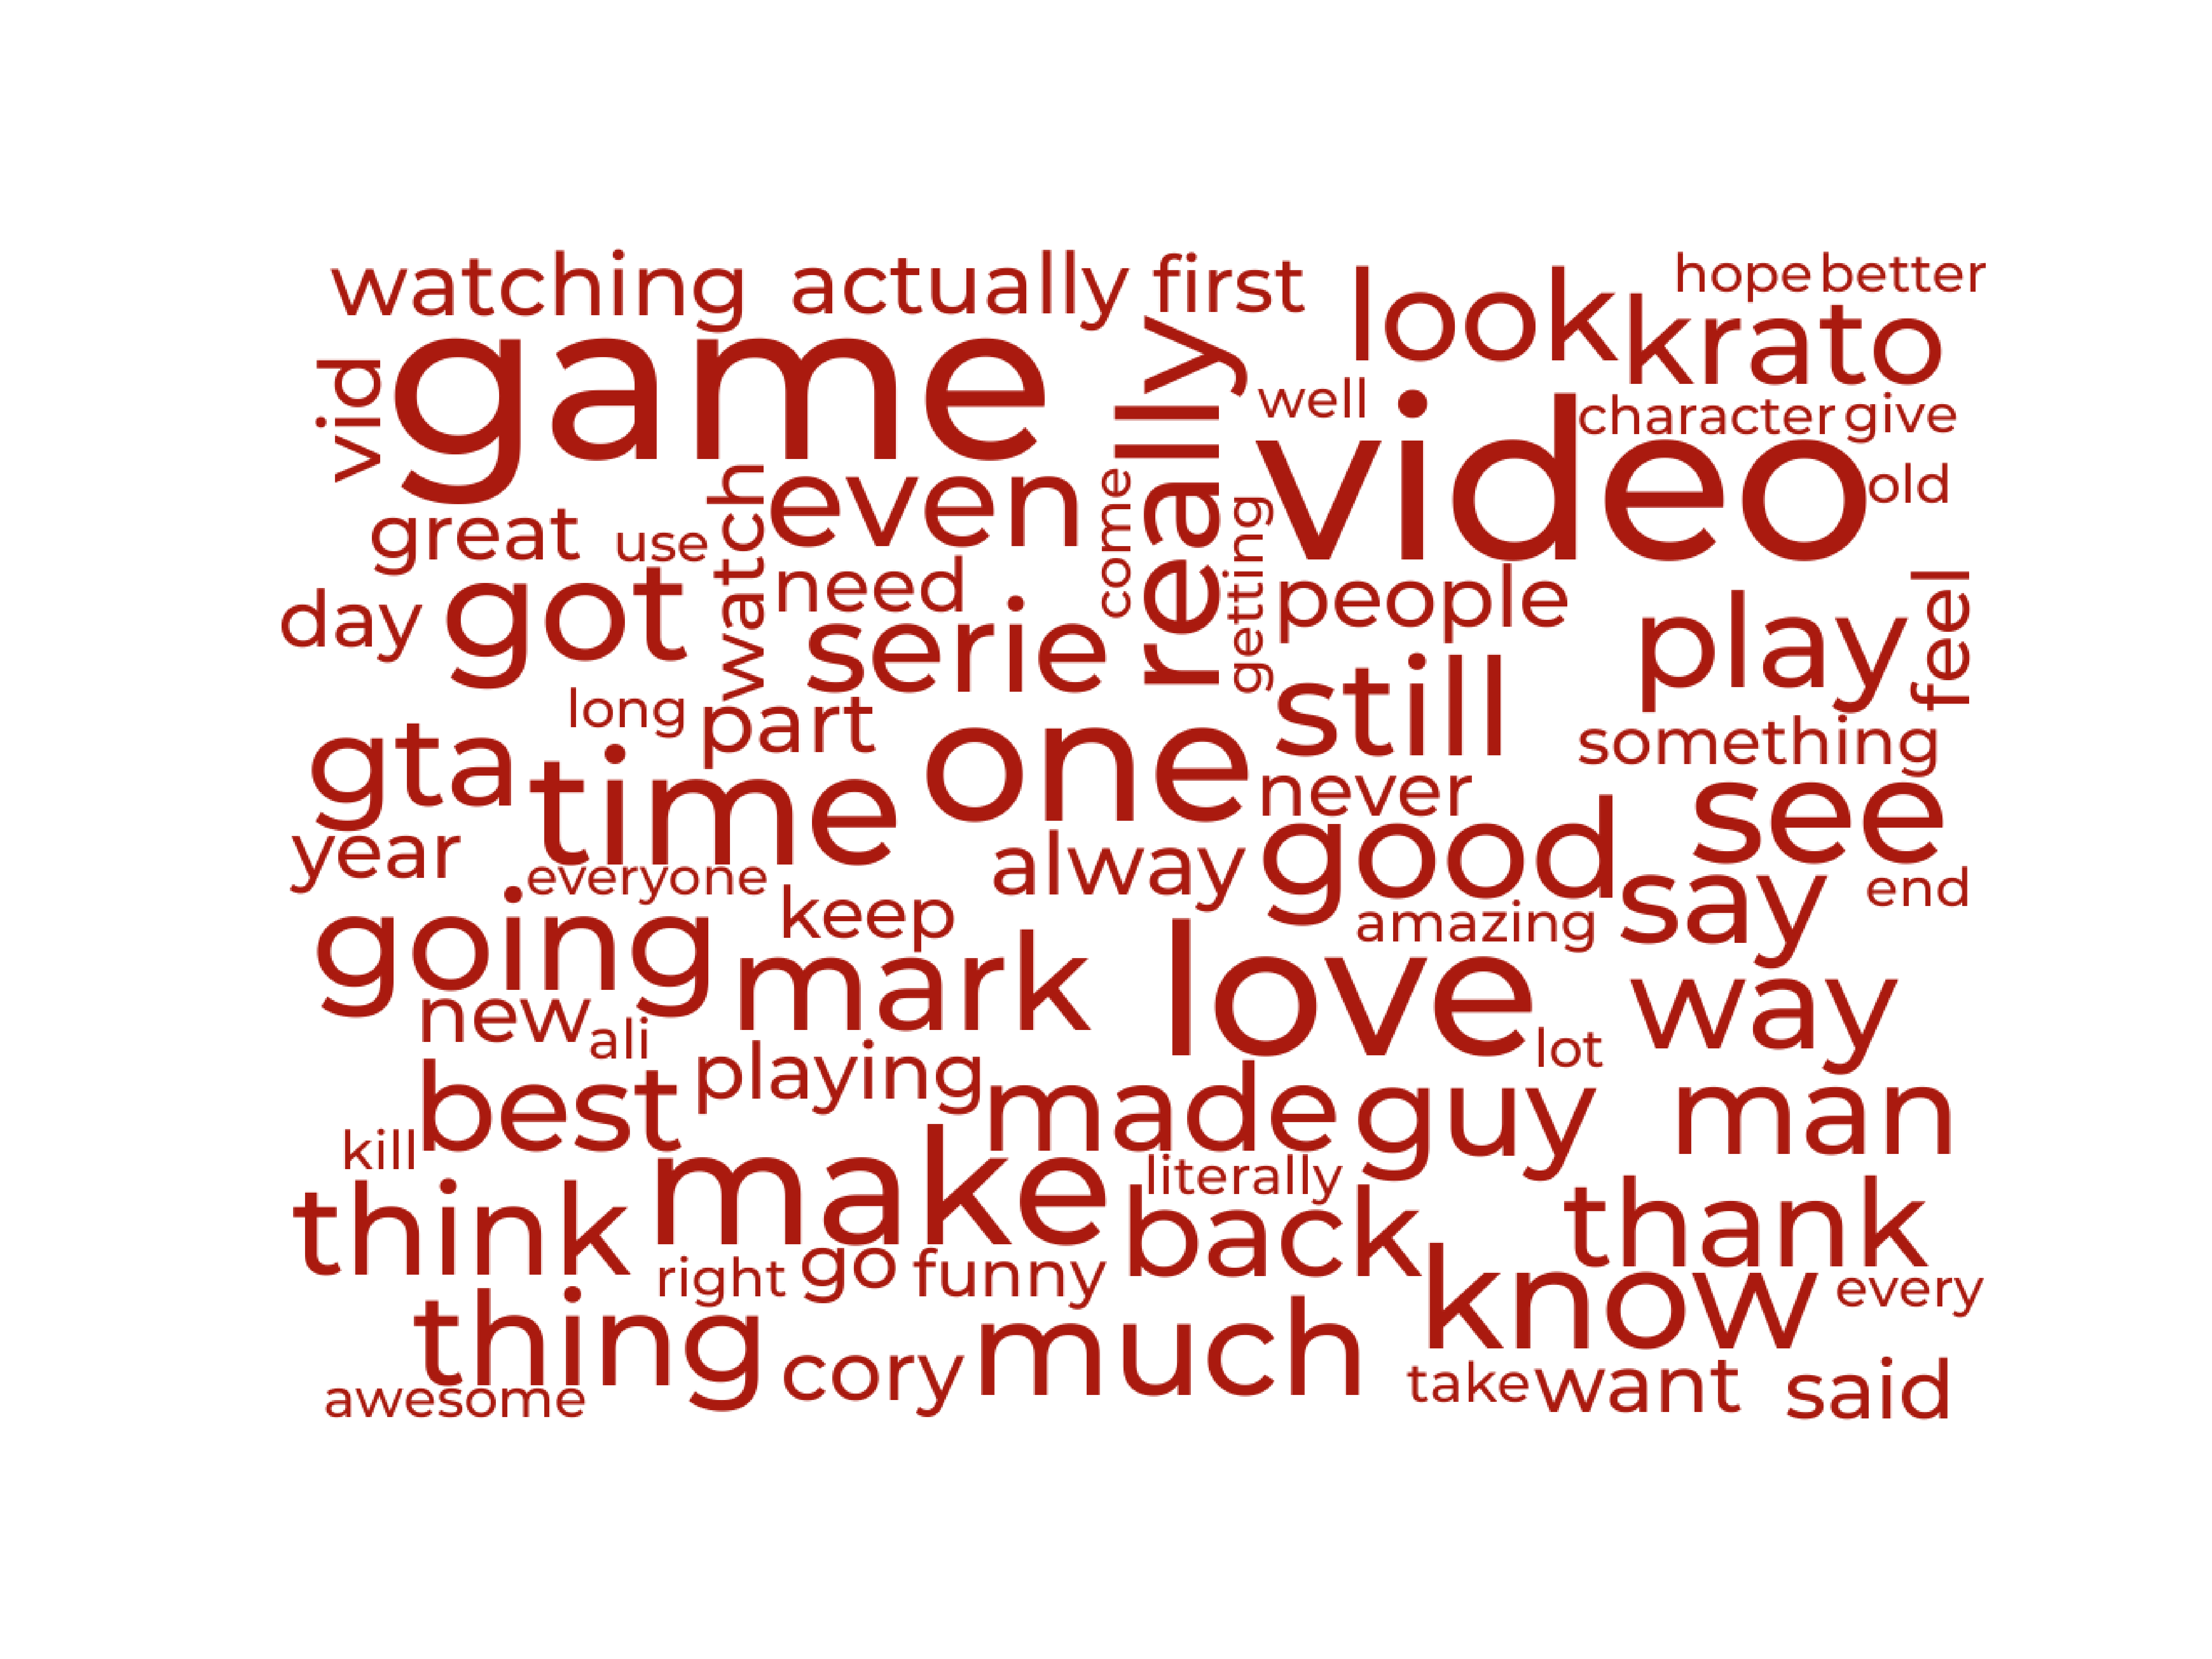 watching actually first hope better
look krato
vid game really well character give
video old
great use watch even come getting
day got need serie people play feel
long part still something
gta time one never see
year everyone alway good say end
keep amazing
going mark love way
new ali lot
best playing made guy man
kill make literally
think right go funny back thank
thing know every
awesome cory much take want said